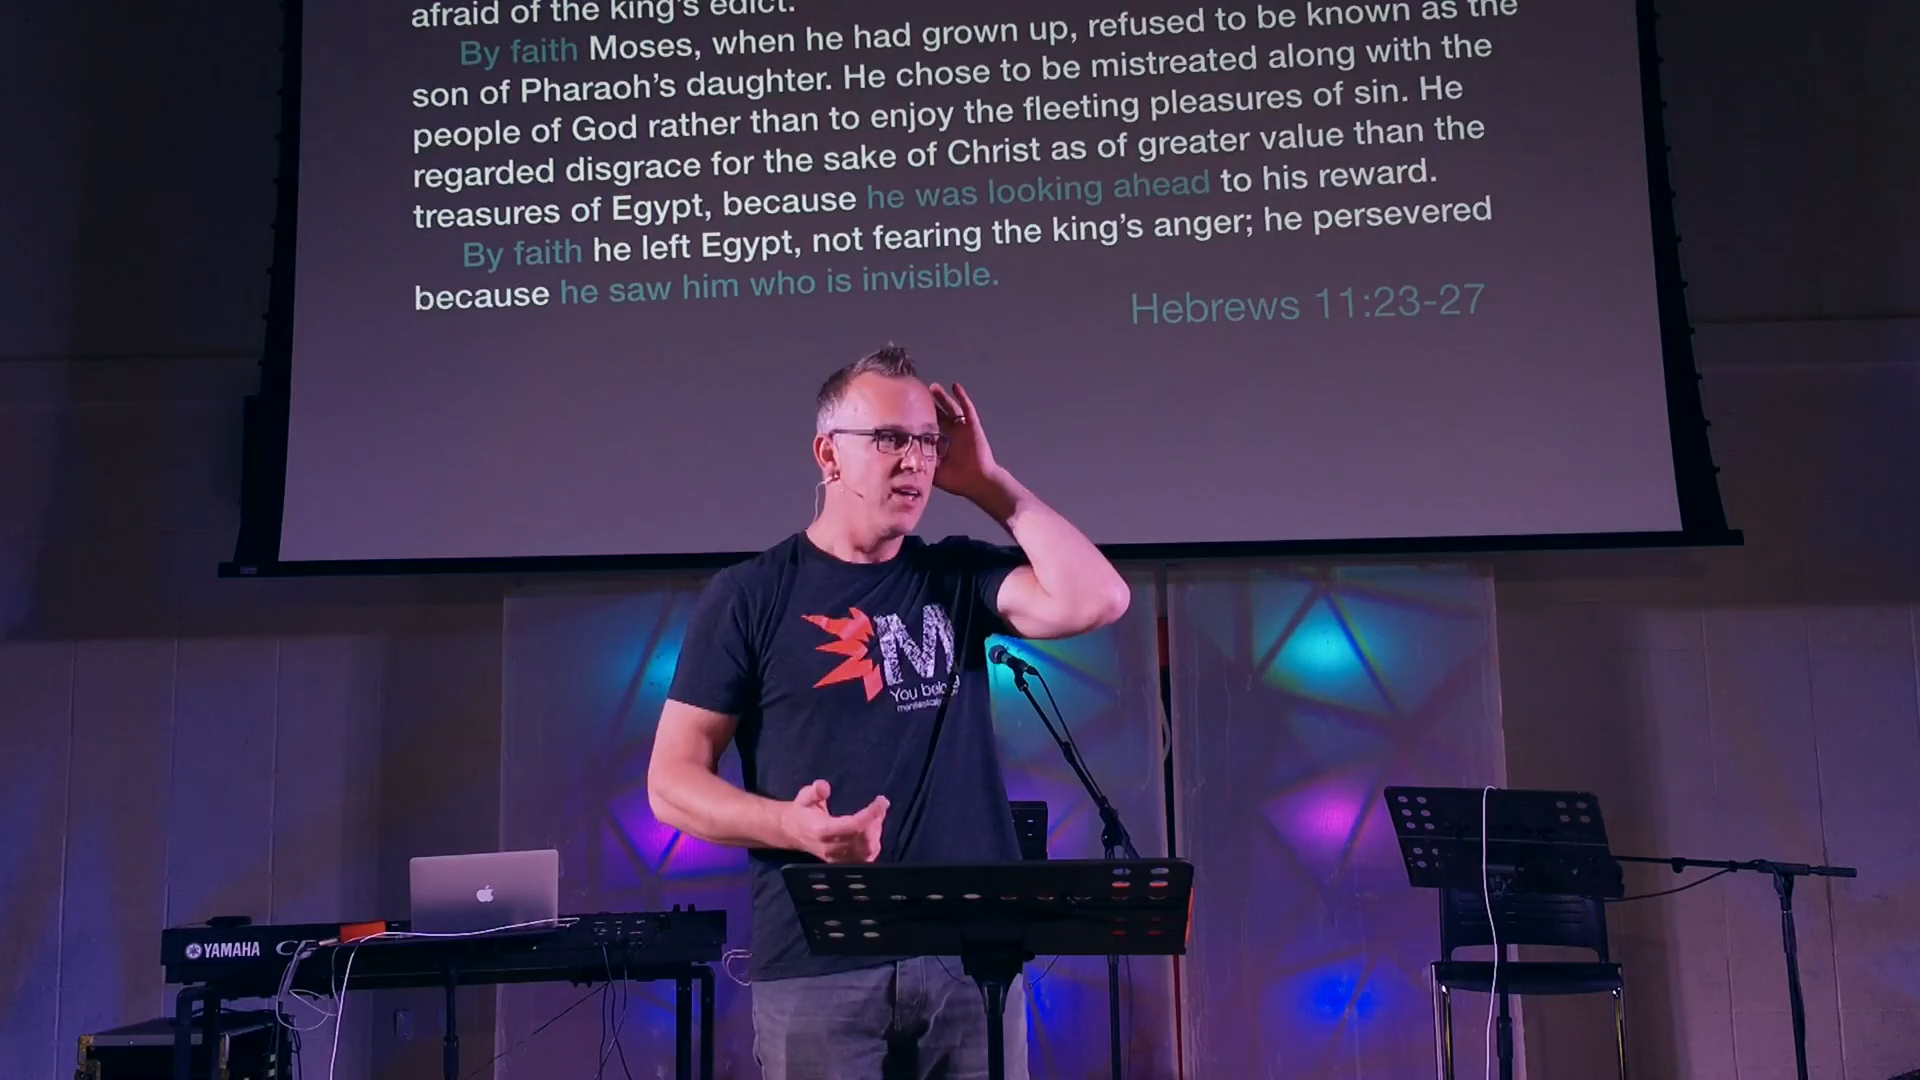 afraid of the king's edict.
By faith Moses, when he had grown up, refused to be known as the
son of Pharaoh's daughter. He chose to be mistreated along with the
people of God rather than to enjoy the fleeting pleasures of sin. He
regarded disgrace for the sake of Christ as of greater value than the
treasures of Egypt, because he was looking ahead to his reward.
By faith he left Egypt, not fearing the king's anger; he persevered
because he saw him who is invisible.
Hebrews 11:23-27
M
You
YAMAHA